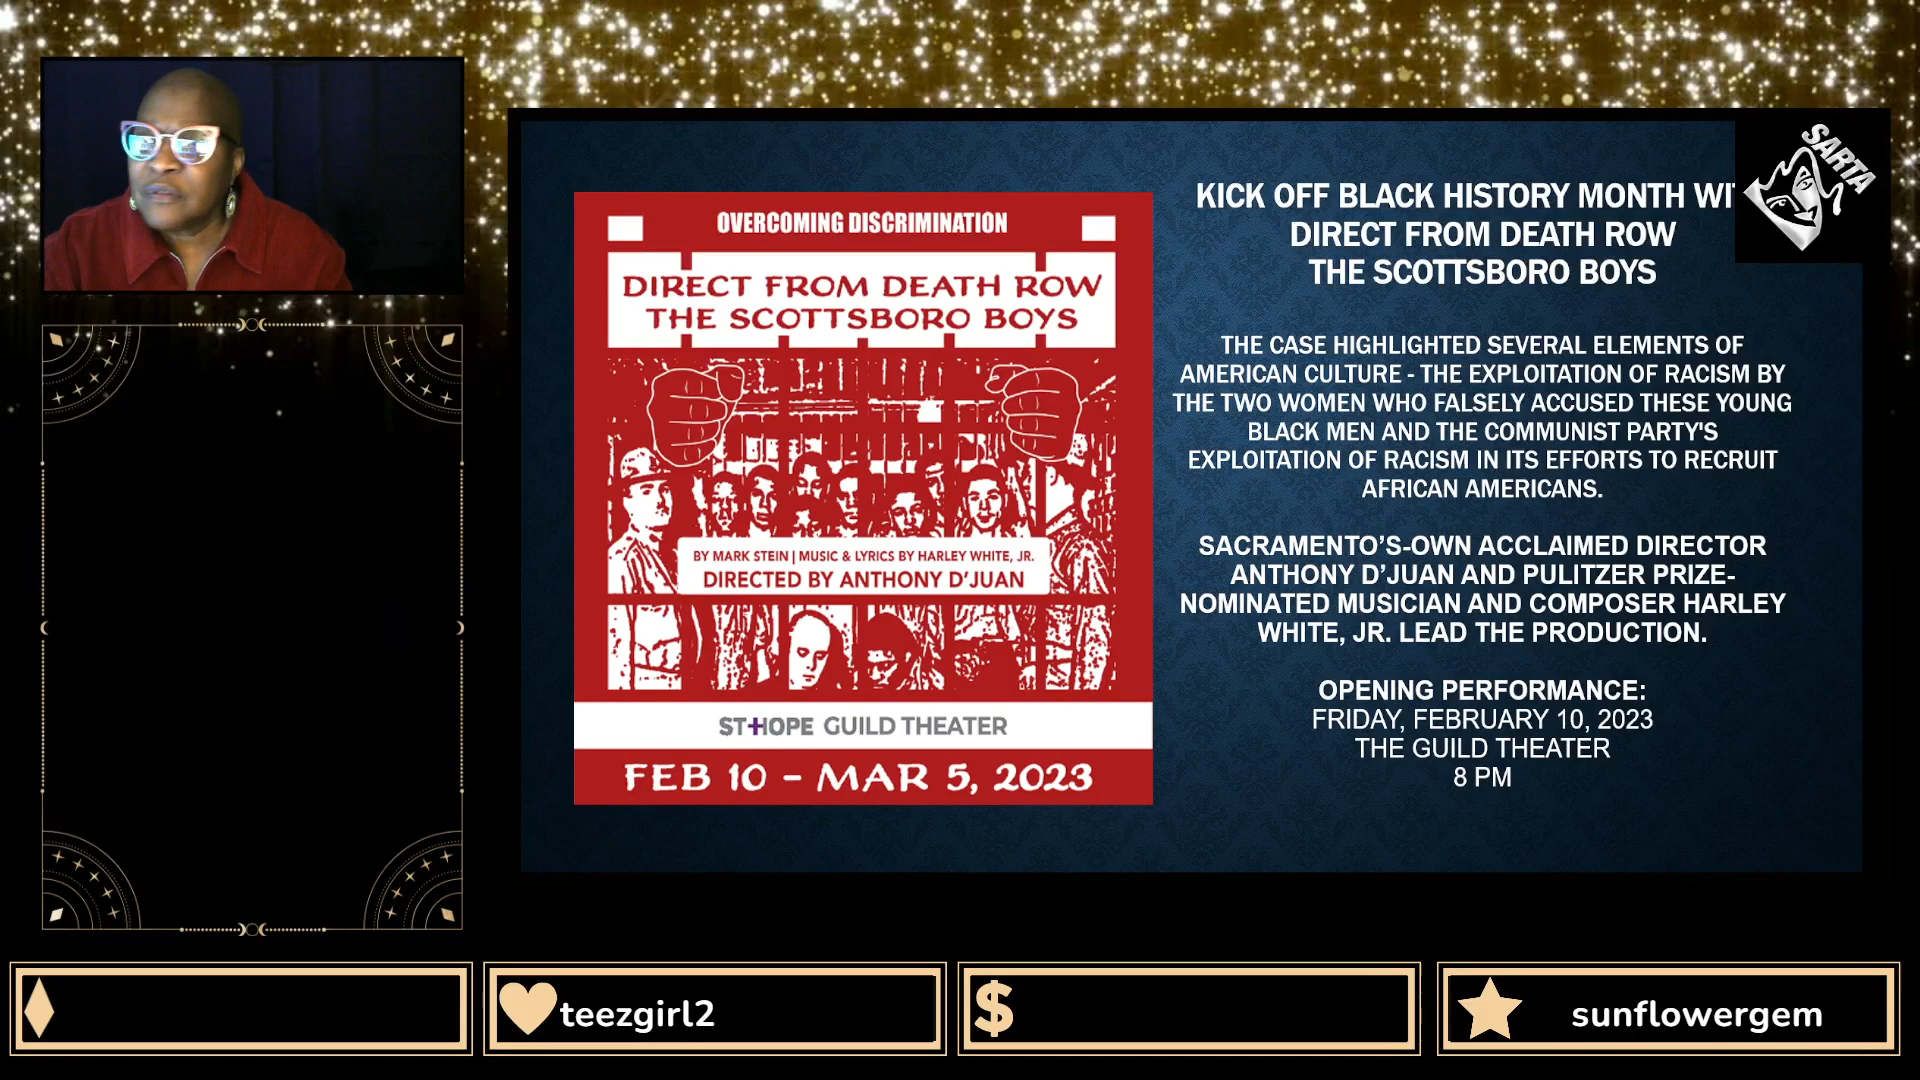 OVERCOMING DISCRIMINATION
DIRECT FROM DEATH ROW
THE SCOTTSBORO BOYS
BY MARK STEIN | MUSIC & LYRICS BY HARLEY WHITE, JR.
DIRECTED BY ANTHONY D'JUAN
ST HOPE GUILD THEATER
FEB 10 - MAR 5, 2023
SARTA
KICK OFF BLACK HISTORY MONTH WI
DIRECT FROM DEATH ROW
THE SCOTTSBORO BOYS
THE CASE HIGHLIGHTED SEVERAL ELEMENTS OF
AMERICAN CULTURE - THE EXPLOITATION OF RACISM BY
THE TWO WOMEN WHO FALSELY ACCUSED THESE YOUNG
BLACK MEN AND THE COMMUNIST PARTY'S
EXPLOITATION OF RACISM IN ITS EFFORTS TO RECRUIT
AFRICAN AMERICANS.
SACRAMENTO’S-OWN ACCLAIMED DIRECTOR
ANTHONY D’JUAN AND PULITZER PRIZE-
NOMINATED MUSICIAN AND COMPOSER HARLEY
WHITE, JR. LEAD THE PRODUCTION.
OPENING PERFORMANCE:
FRIDAY, FEBRUARY 10, 2023
THE GUILD THEATER
8 PM
teezgirl2
$
sunflowergem